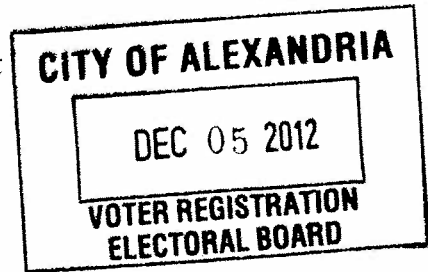 CITY OF ALEXANDRIA
DEC 05 2012
VOTER REGISTRATION
ELECTORAL BOARD